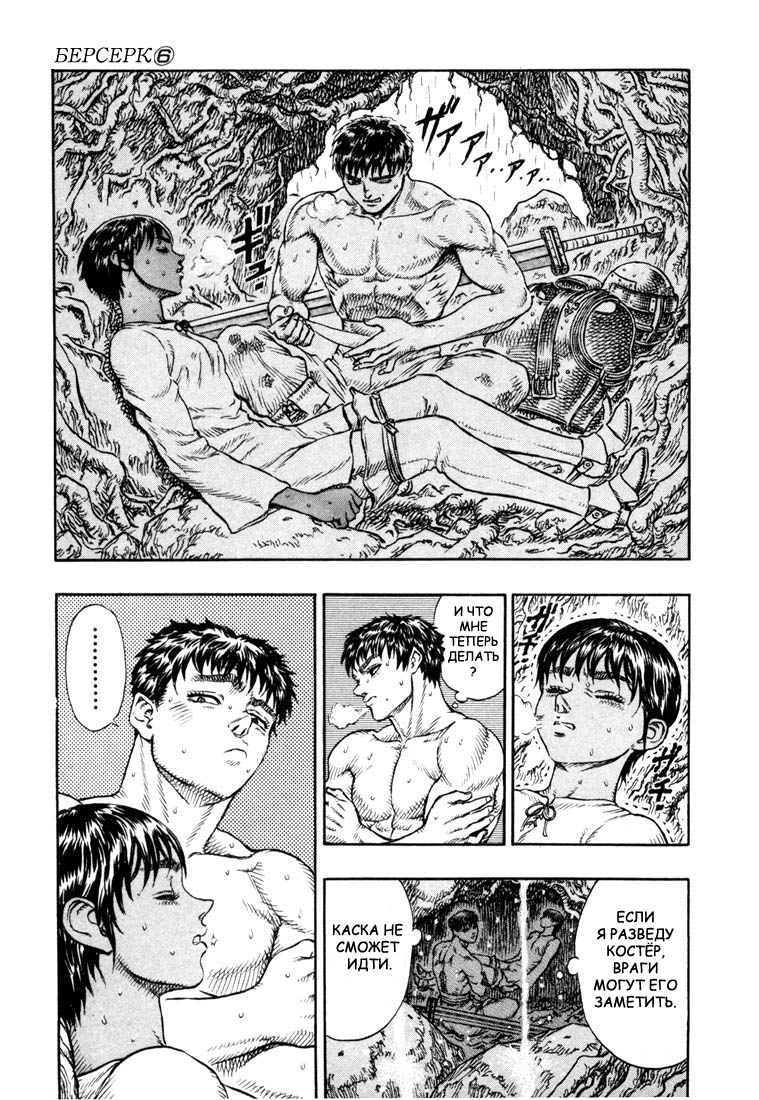 БЕРСЕРК⑥
ザァァァ..ァ..
ギュ
ガチ
ガチ
И ЧТО
МНЕ
ТЕПЕРЬ
ДЕЛАТЬ
?
ЕСЛИ
Я РАЗВЕДУ
КОСТЁР,
ВРАГИ
МОГУТ ЕГО
ЗАМЕТИТЬ.
КАСКА НЕ
СМОЖЕТ
ИДТИ.
.........